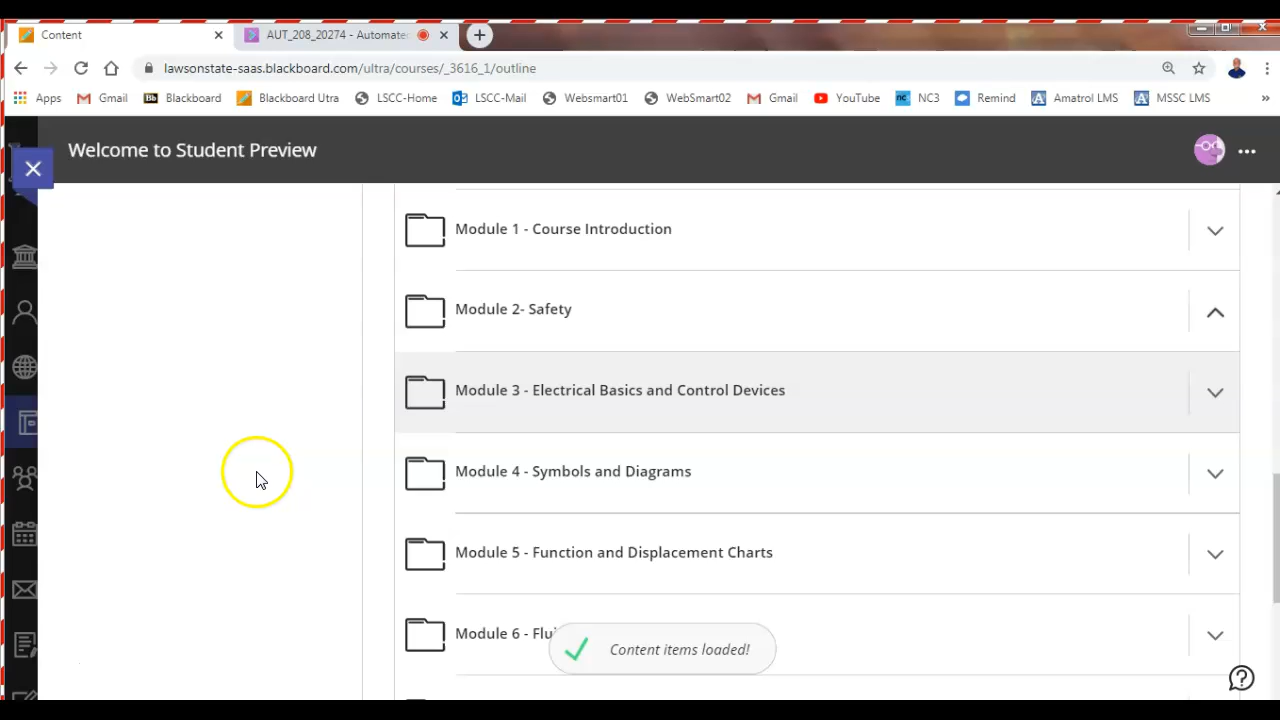 Content
AUT_208_20274 - Automate
lawsonstate-saas.blackboard.com/ultra/courses/_3616_1/outline
Apps
Gmail
Bb
Blackboard
Blackboard Utra
LSCC-Home
LSCC-Mail
Websmart01
WebSmart02
Gmail
YouTube
nc
NC3
Remind
Amatrol LMS
MSSC LMS
»
Welcome to Student Preview
Module 1 - Course Introduction
Module 2- Safety
Module 3 - Electrical Basics and Control Devices
Module 4 - Symbols and Diagrams
Module 5 - Function and Displacement Charts
Module 6 - Flui
Content items loaded!